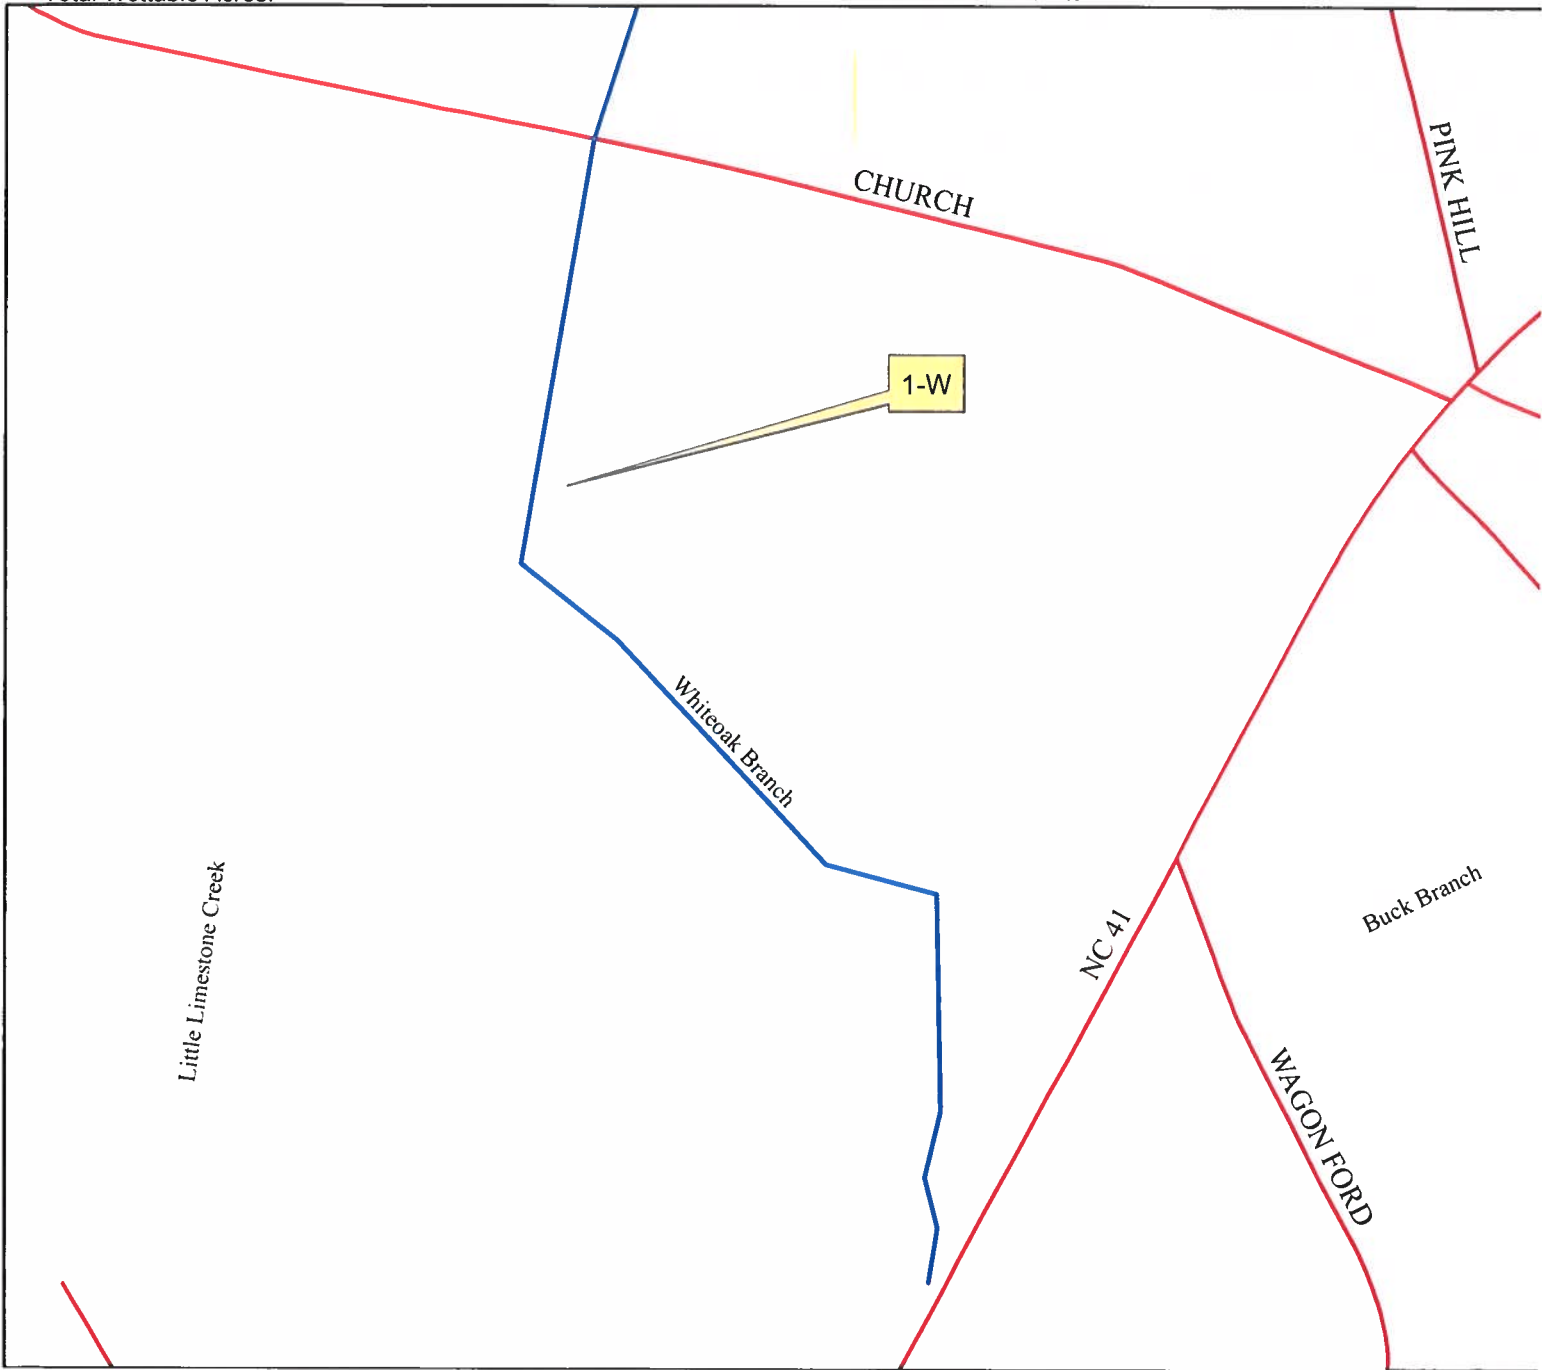 CHURCH
PINK HILL
1-W
Whiteoak Branch
Little Limestone Creek
Buck Branch
NC 41
WAGON FORD